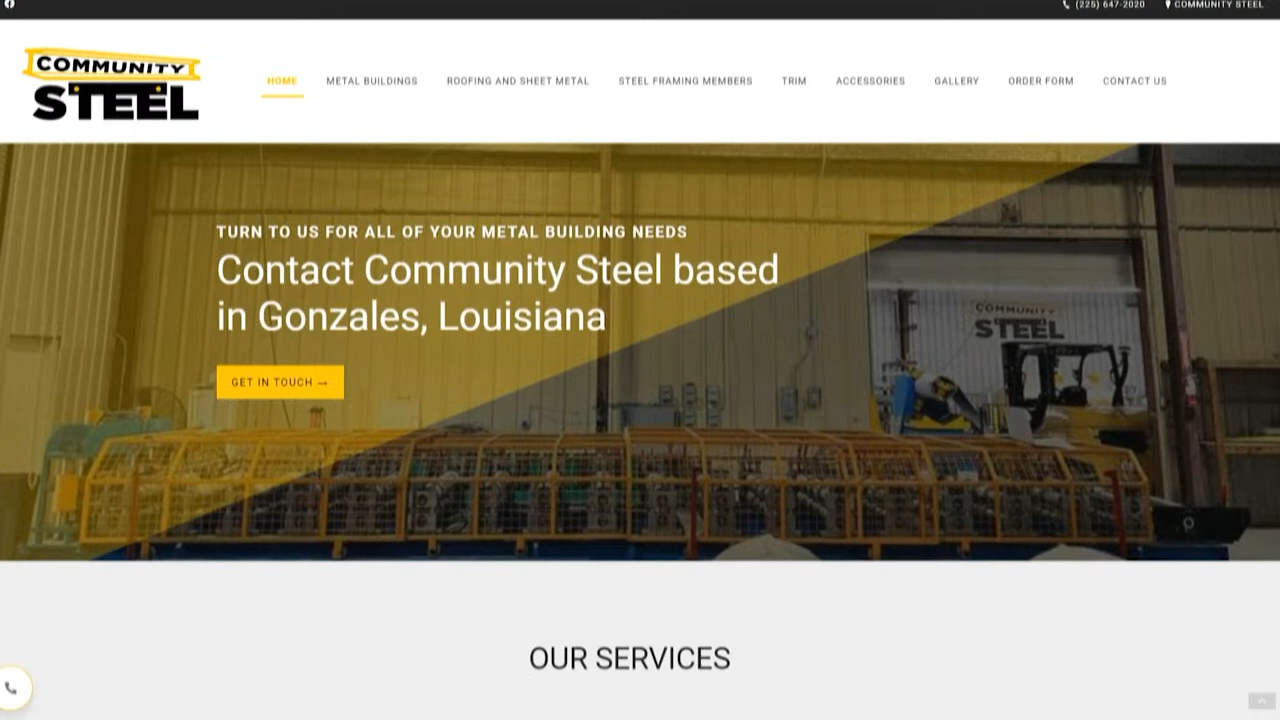 (225) 647-2020 COMMUNITY STEEL
COMMUNITY
STEEL
HOME METAL BUILDINGS ROOFING AND SHEET METAL STEEL FRAMING MEMBERS TRIM ACCESSORIES GALLERY ORDER FORM CONTACT US
TURN TO US FOR ALL OF YOUR METAL BUILDING NEEDS
Contact Community Steel based
in Gonzales, Louisiana
COMMUNITY
STEEL
GET IN TOUCH →
OUR SERVICES